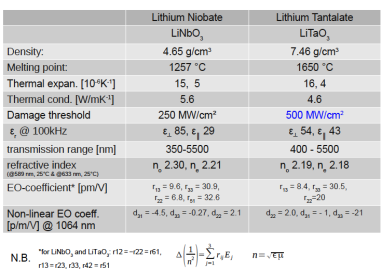 Lithium Niobate Lithium Tantalate
LiNbO₃ LiTaO₃
Density: 4.65 g/cm³ 7.46 g/cm³
Melting point: 1257 °C 1650 °C
Thermal expan. [10⁻⁶K⁻¹] 15, 5 16, 4
Thermal cond. [W/mK⁻¹] 5.6 4.6
Damage threshold 250 MW/cm² 500 MW/cm²
εᵣ @ 100kHz ε⊥ 85, ε∥ 29 ε⊥ 54, ε∥ 43
transmission range [nm] 350-5500 400 - 5500
refractive index nₒ 2.30, nₑ 2.21 nₒ 2.19, nₑ 2.18
(@589 nm, 25°C & @633 nm, 25°C)
EO-coefficient* [pm/V] r₁₃ = 9.6, r₃₃ = 30.9, r₁₃ = 8.4, r₃₃ = 30.5,
r₂₂ = 6.8, r₅₁ = 32.6 r₂₂=20
Non-linear EO coeff. d₃₁ = -4.5, d₃₃ = -0.27, d₂₂ = 2.1 d₂₂ = 2.0, d₃₁ = - 1, d₃₃ = -21
[pm/V] @ 1064 nm
N.B. *for LiNbO₃ and LiTaO₃: r12 = –r22 = r61,
r13 = r23, r33, r42 = r51
Δ(1/n²) = Σ³ⱼ₌₁ rᵢⱼEⱼ n = √εμ